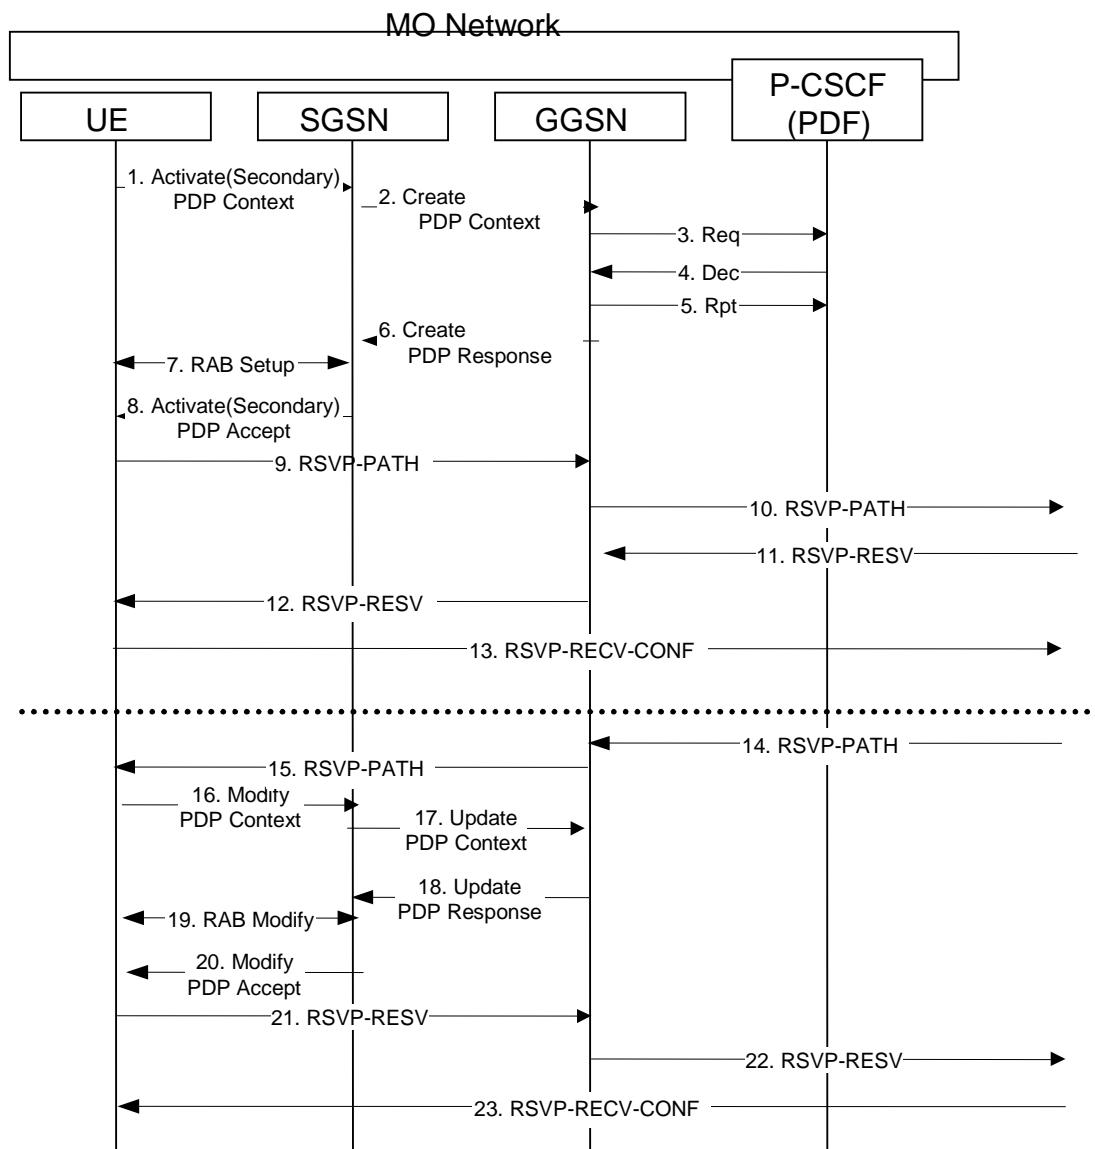 MO Network
UE
SGSN
GGSN
P-CSCF
(PDF)
1. Activate(Secondary)
PDP Context
2. Create
PDP Context
3. Req
4. Dec
5. Rpt
6. Create
PDP Response
7. RAB Setup
8. Activate(Secondary)
PDP Accept
9. RSVP-PATH
10. RSVP-PATH
11. RSVP-RESV
12. RSVP-RESV
13. RSVP-RECV-CONF
14. RSVP-PATH
15. RSVP-PATH
16. Modify
PDP Context
17. Update
PDP Context
18. Update
PDP Response
19. RAB Modify
20. Modify
PDP Accept
21. RSVP-RESV
22. RSVP-RESV
23. RSVP-RECV-CONF